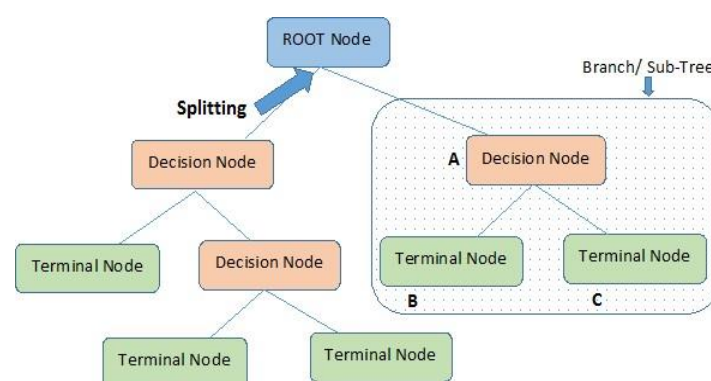 ROOT Node
Branch/ Sub-Tree
Splitting
Decision Node
A
Decision Node
Terminal Node
Decision Node
Terminal Node
Terminal Node
B
C
Terminal Node
Terminal Node